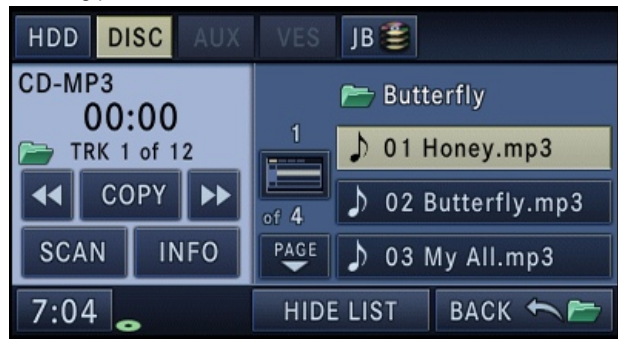 HDD DISC AUX VES JB
CD-MP3
00:00
TRK 1 of 12
COPY
SCAN INFO
1
of 4
PAGE
Butterfly
01 Honey.mp3
02 Butterfly.mp3
03 My All.mp3
7:04 HIDE LIST BACK